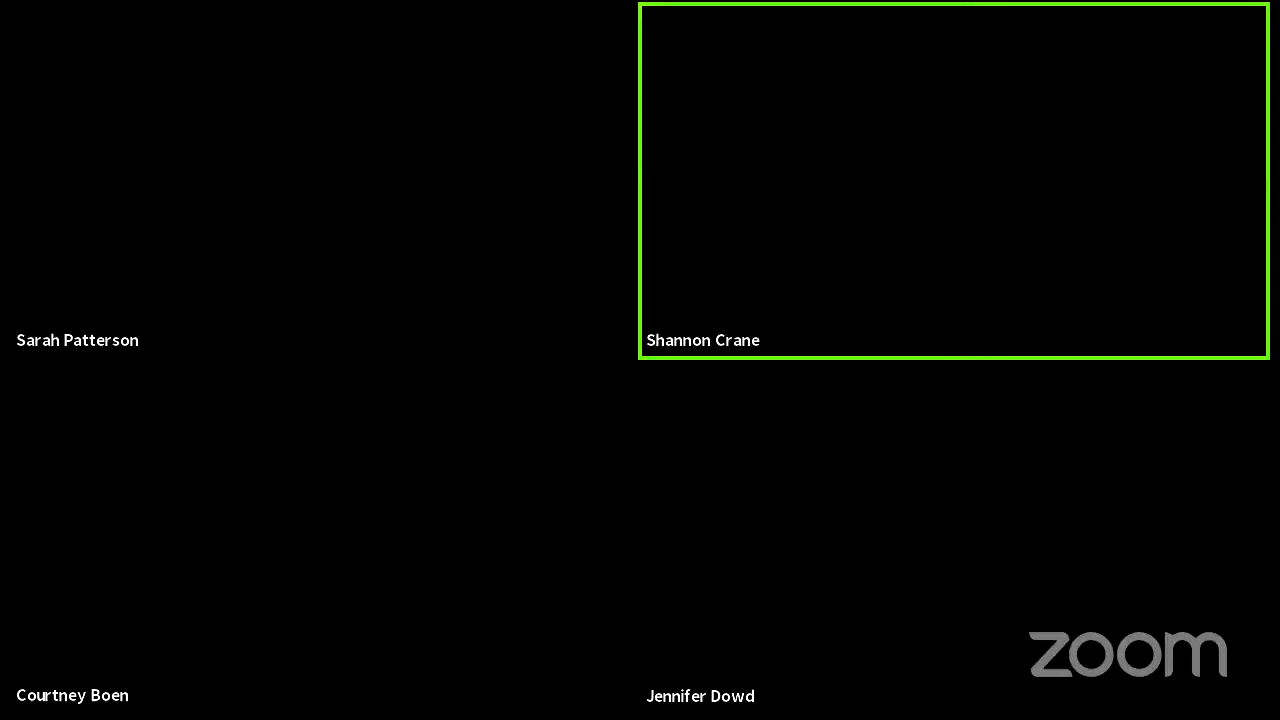 Sarah Patterson
Shannon Crane
Courtney Boen
Jennifer Dowd
zoom